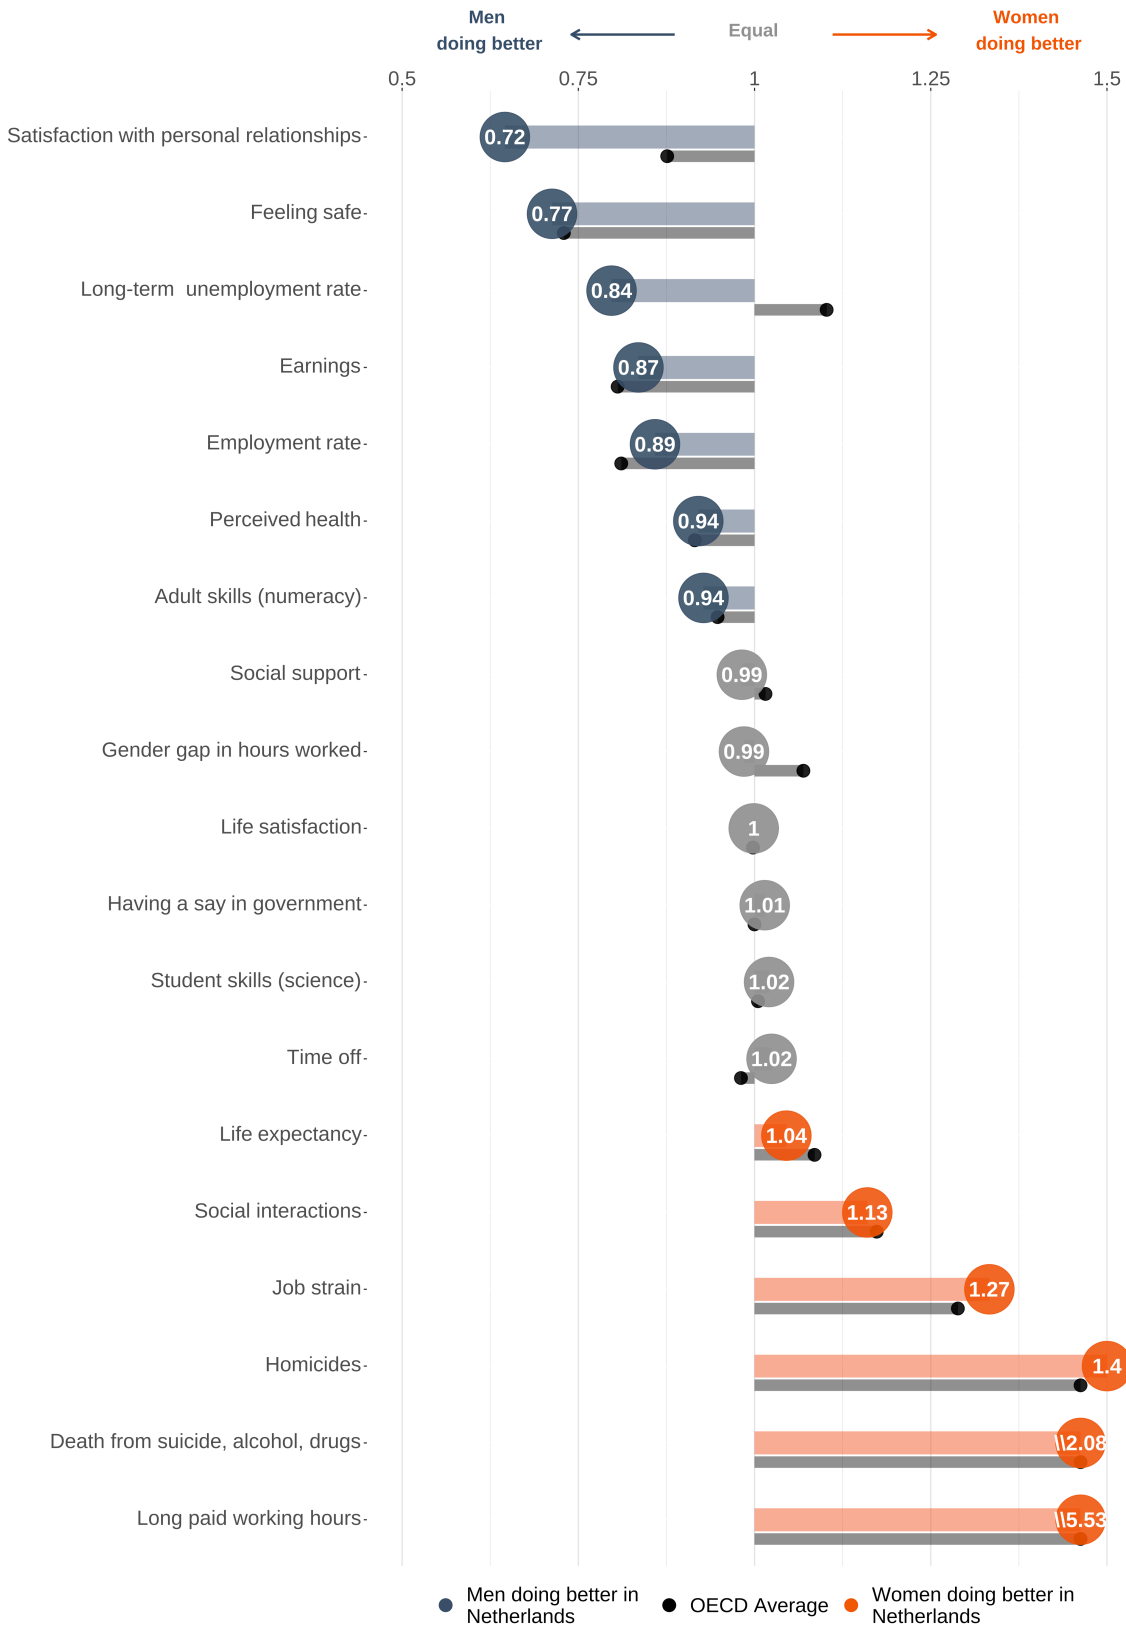 Men
doing better
Equal
Women
doing better
0.5 0.75 1 1.25 1.5
Satisfaction with personal relationships 0.72
Feeling safe 0.77
Long-term unemployment rate 0.84
Earnings 0.87
Employment rate 0.89
Perceived health 0.94
Adult skills (numeracy) 0.94
Social support 0.99
Gender gap in hours worked 0.99
Life satisfaction 1
Having a say in government 1.01
Student skills (science) 1.02
Time off 1.02
Life expectancy 1.04
Social interactions 1.13
Job strain 1.27
Homicides 1.4
Death from suicide, alcohol, drugs \\2.08
Long paid working hours \\5.53
Men doing better in
Netherlands
OECD Average
Women doing better in
Netherlands